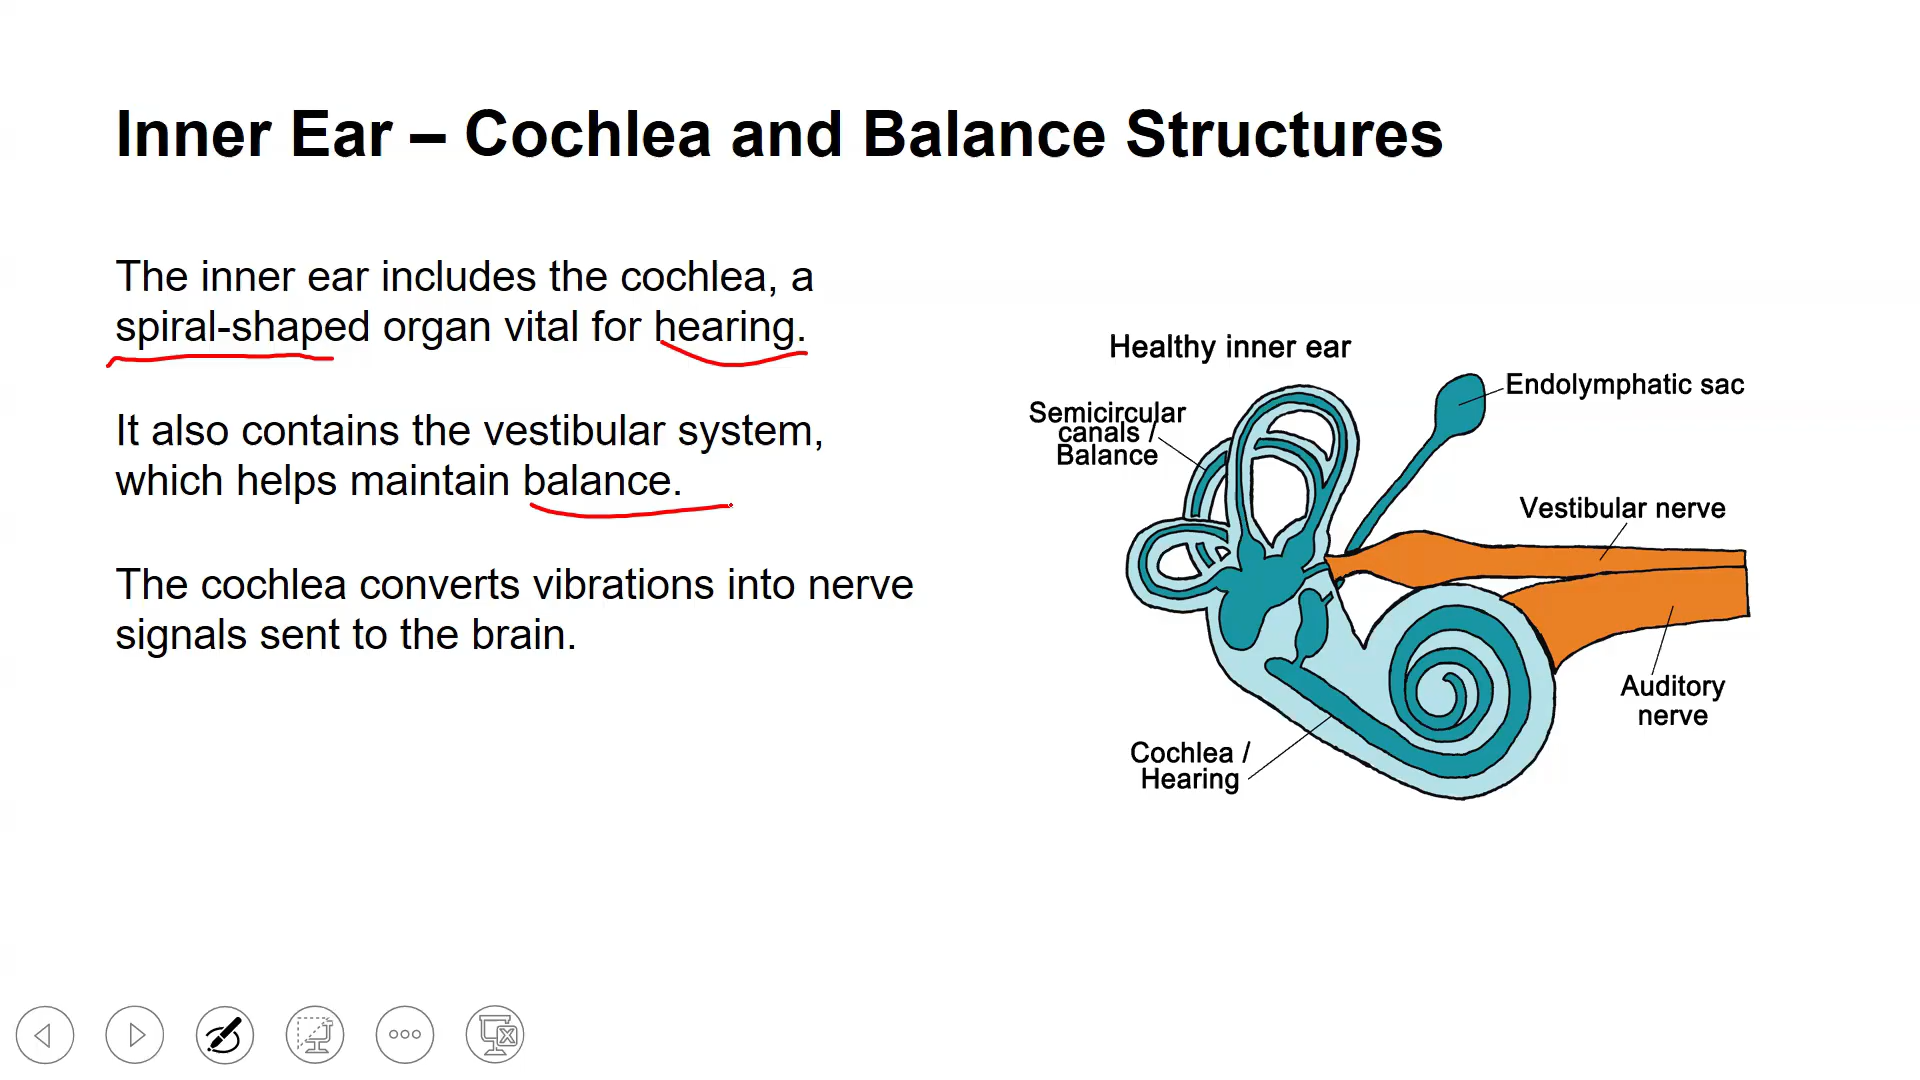 Inner Ear – Cochlea and Balance Structures
The inner ear includes the cochlea, a
spiral-shaped organ vital for hearing.
It also contains the vestibular system,
which helps maintain balance.
The cochlea converts vibrations into nerve
signals sent to the brain.
Healthy inner ear
Semicircular
canals /
Balance
Endolymphatic sac
Vestibular nerve
Auditory
nerve
Cochlea /
Hearing